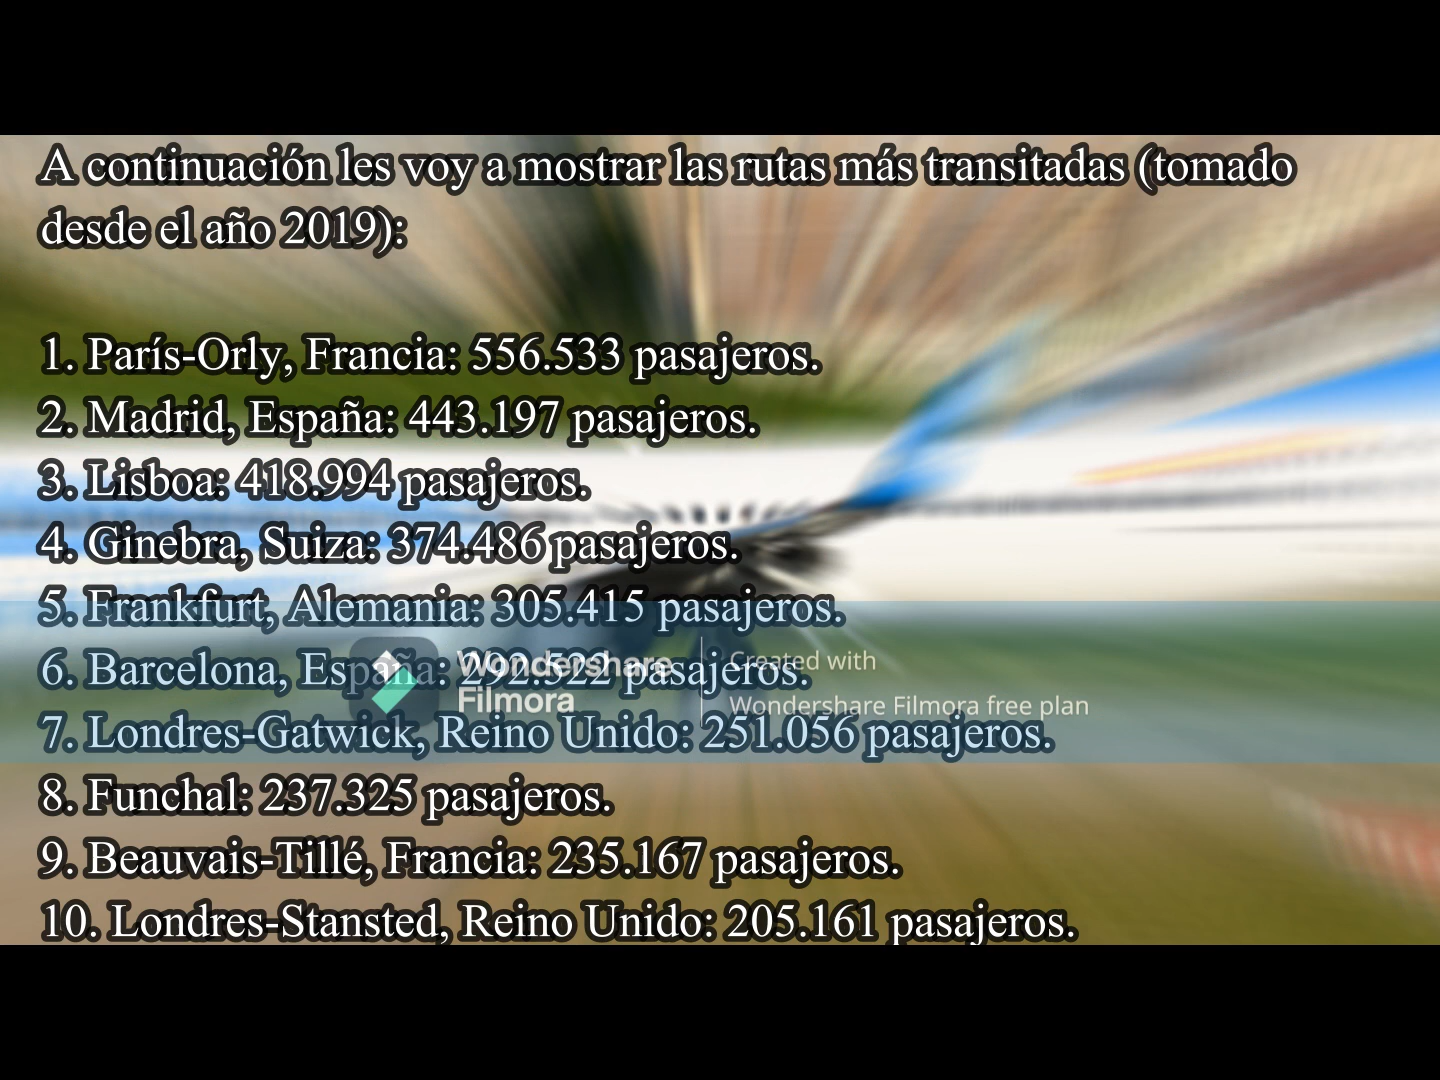 A continuación les voy a mostrar las rutas más transitadas (tomado
desde el año 2019):
1. París-Orly, Francia: 556.533 pasajeros.
2. Madrid, España: 443.197 pasajeros.
3. Lisboa: 418.994 pasajeros.
4. Ginebra, Suiza: 374.486 pasajeros.
5. Frankfurt, Alemania: 305.415 pasajeros.
6. Barcelona, España: 292.522 pasajeros.
Wondershare
Filmora
Created with
Wondershare Filmora free plan
7. Londres-Gatwick, Reino Unido: 251.056 pasajeros.
8. Funchal: 237.325 pasajeros.
9. Beauvais-Tillé, Francia: 235.167 pasajeros.
10. Londres-Stansted, Reino Unido: 205.161 pasajeros.